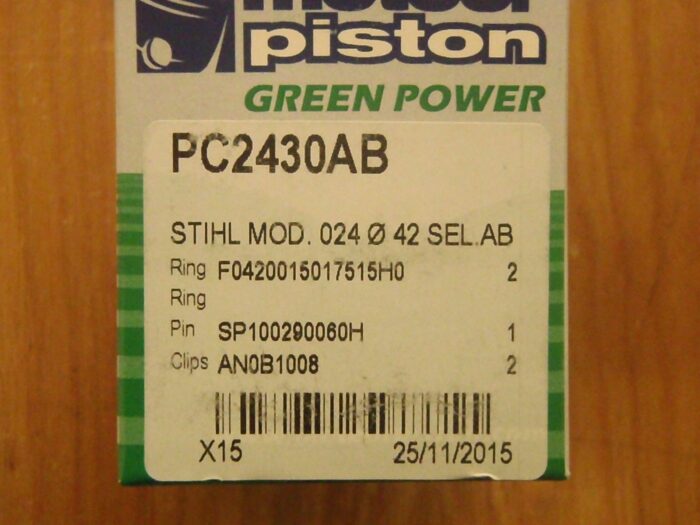 piston
GREEN POWER
PC2430AB
STIHL MOD. 024 Ø 42 SEL.AB
Ring F0420015017515H0 2
Ring
Pin SP100290060H 1
Clips AN0B1008 2
X15 25/11/2015